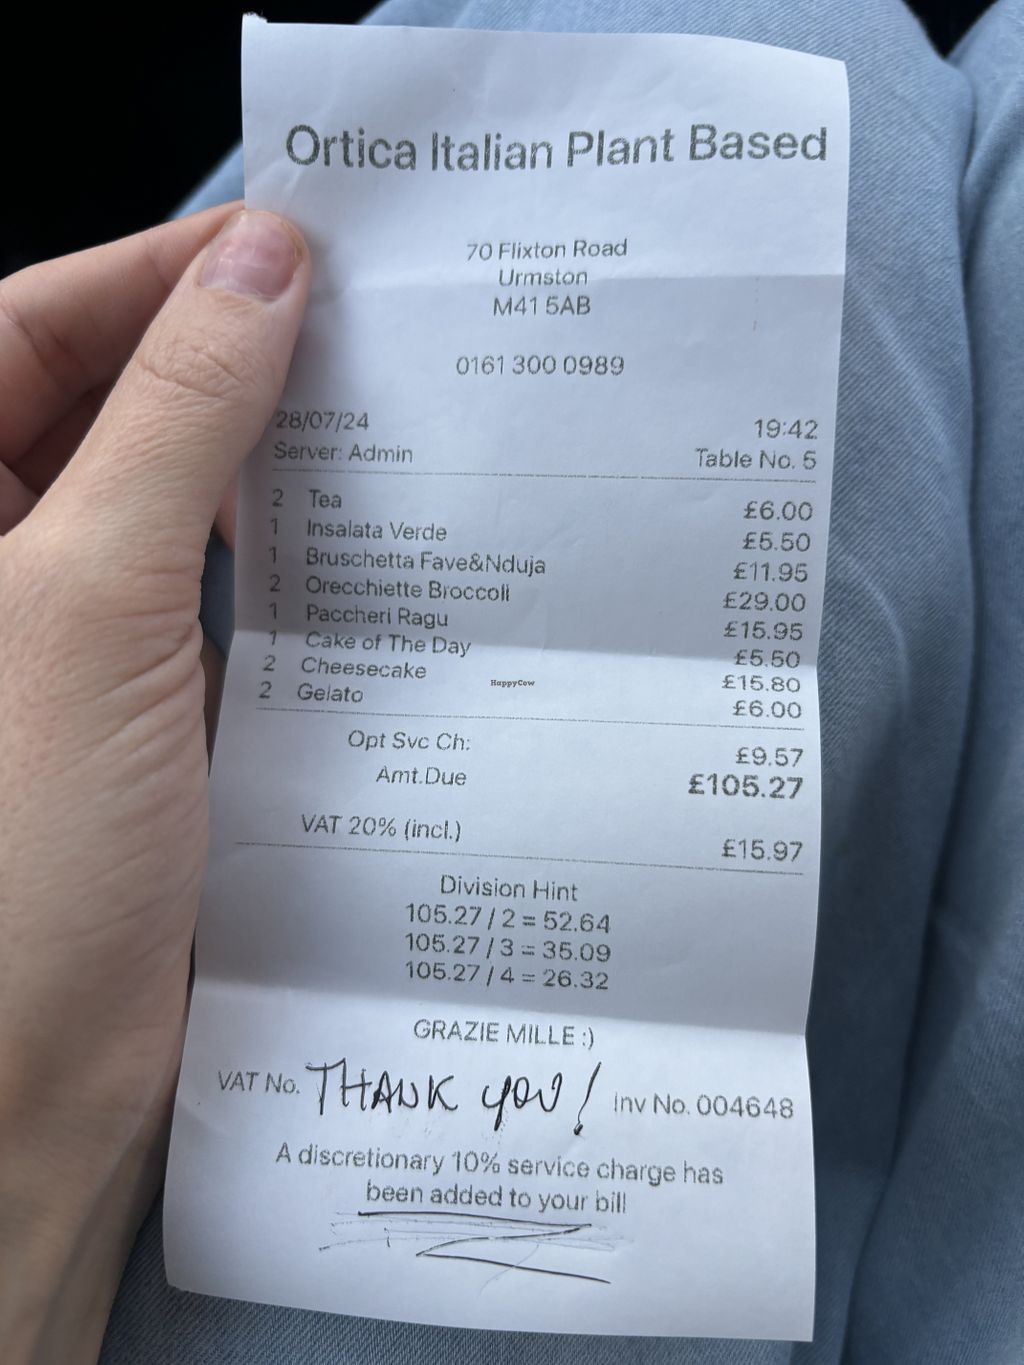 Ortica Italian Plant Based
70 Flixton Road
Urmston
M41 5AB
0161 300 0989
28/07/24 19:42
Server: Admin Table No. 5
2 Tea £6.00
1 Insalata Verde £5.50
1 Bruschetta Fave&Nduja £11.95
2 Orecchiette Broccoli £29.00
1 Paccheri Ragu £15.95
1 Cake of The Day £5.50
2 Cheesecake £15.80
2 Gelato £6.00
HappyCow
Opt Svc Ch: £9.57
Amt.Due £105.27
VAT 20% (incl.) £15.97
Division Hint
105.27 / 2 = 52.64
105.27 / 3 = 35.09
105.27 / 4 = 26.32
GRAZIE MILLE :)
VAT No. THANK YOU! Inv No. 004648
A discretionary 10% service charge has
been added to your bill